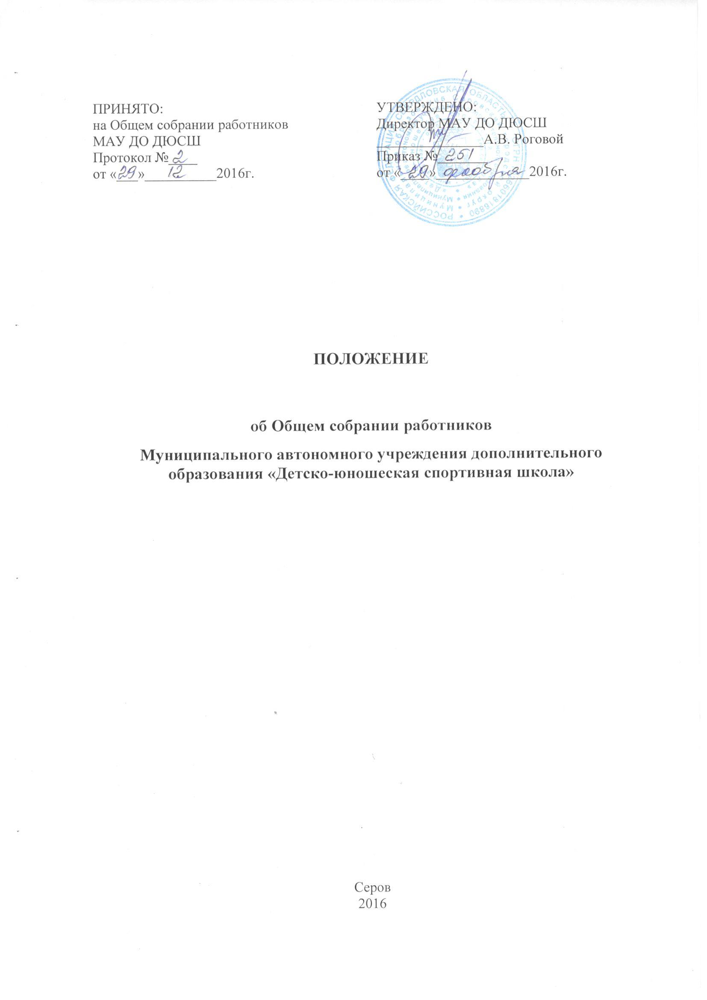 ПРИНЯТО:
на Общем собрании работников
МАУ ДО ДЮСШ
Протокол № 2
от «29» 12 2016г.
УТВЕРЖДЕНО:
Директор МАУ ДО ДЮСШ
А.В. Роговой
Приказ № 251
от «29» декабря 2016г.
РОССИЙСКАЯ ФЕДЕРАЦИЯ СВЕРДЛОВСКАЯ ОБЛАСТЬ
ПОЛОЖЕНИЕ
об Общем собрании работников
Муниципального автономного учреждения дополнительного
образования «Детско-юношеская спортивная школа»
Серов
2016